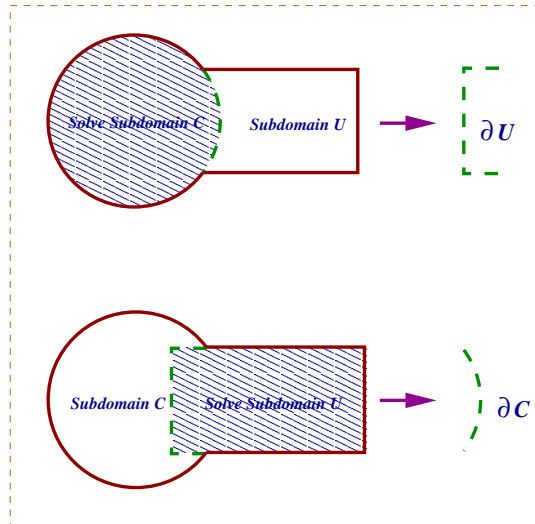 Solve Subdomain C
Subdomain U
∂U
Subdomain C
Solve Subdomain U
∂C